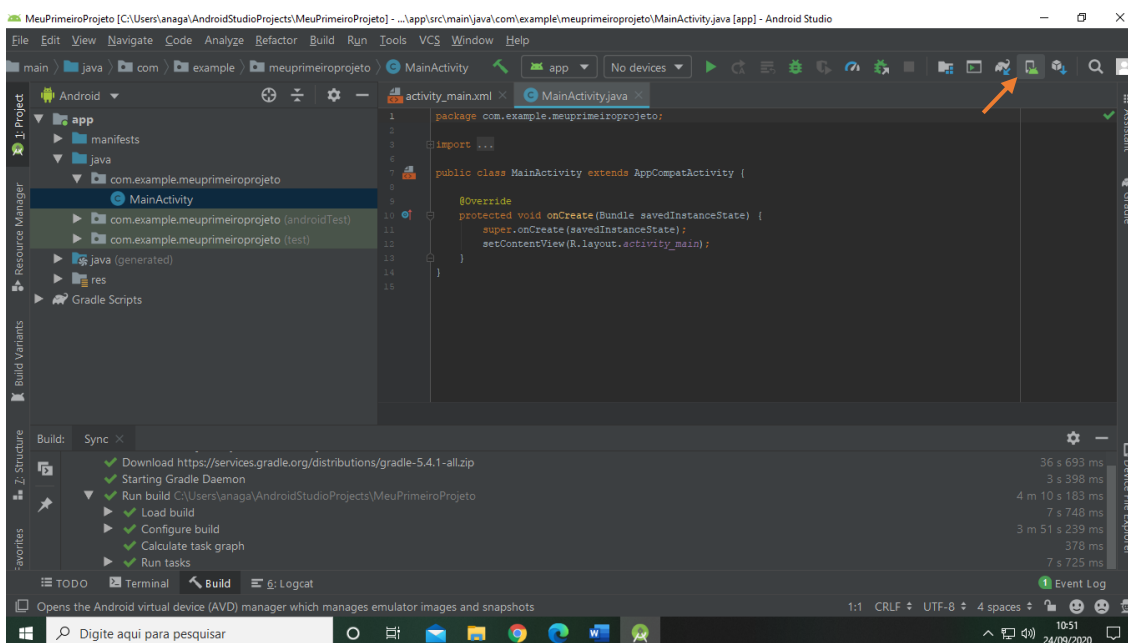 MeuPrimeiroProjeto [C:\Users\anaga\AndroidStudioProjects\MeuPrimeiroProjeto] - ...\app\src\main\java\com\example\meuprimeiroprojeto\MainActivity.java [app] - Android Studio
File Edit View Navigate Code Analyze Refactor Build Run Tools VCS Window Help
main java com example meuprimeiroprojeto MainActivity app No devices
1: Project
Resource Manager
Build Variants
Z: Structure
Favorites
Android
app
manifests
java
com.example.meuprimeiroprojeto
MainActivity
com.example.meuprimeiroprojeto (androidTest)
com.example.meuprimeiroprojeto (test)
java (generated)
res
Gradle Scripts
activity_main.xml MainActivity.java
1 package com.example.meuprimeiroprojeto;
2
3 import ...
6
7 public class MainActivity extends AppCompatActivity {
8
9 @Override
10 protected void onCreate(Bundle savedInstanceState) {
11 super.onCreate(savedInstanceState);
12 setContentView(R.layout.activity_main);
13 }
14 }
15
Assistant
Gradle
Device File Explorer
Build: Sync
Download https://services.gradle.org/distributions/gradle-5.4.1-all.zip 36 s 693 ms
Starting Gradle Daemon 3 s 398 ms
Run build C:\Users\anaga\AndroidStudioProjects\MeuPrimeiroProjeto 4 m 10 s 183 ms
Load build 7 s 748 ms
Configure build 3 m 51 s 239 ms
Calculate task graph 378 ms
Run tasks 7 s 725 ms
TODO Terminal Build 6: Logcat 1 Event Log
Opens the Android virtual device (AVD) manager which manages emulator images and snapshots 1:1 CRLF UTF-8 4 spaces
Digite aqui para pesquisar
10:51
24/09/2020